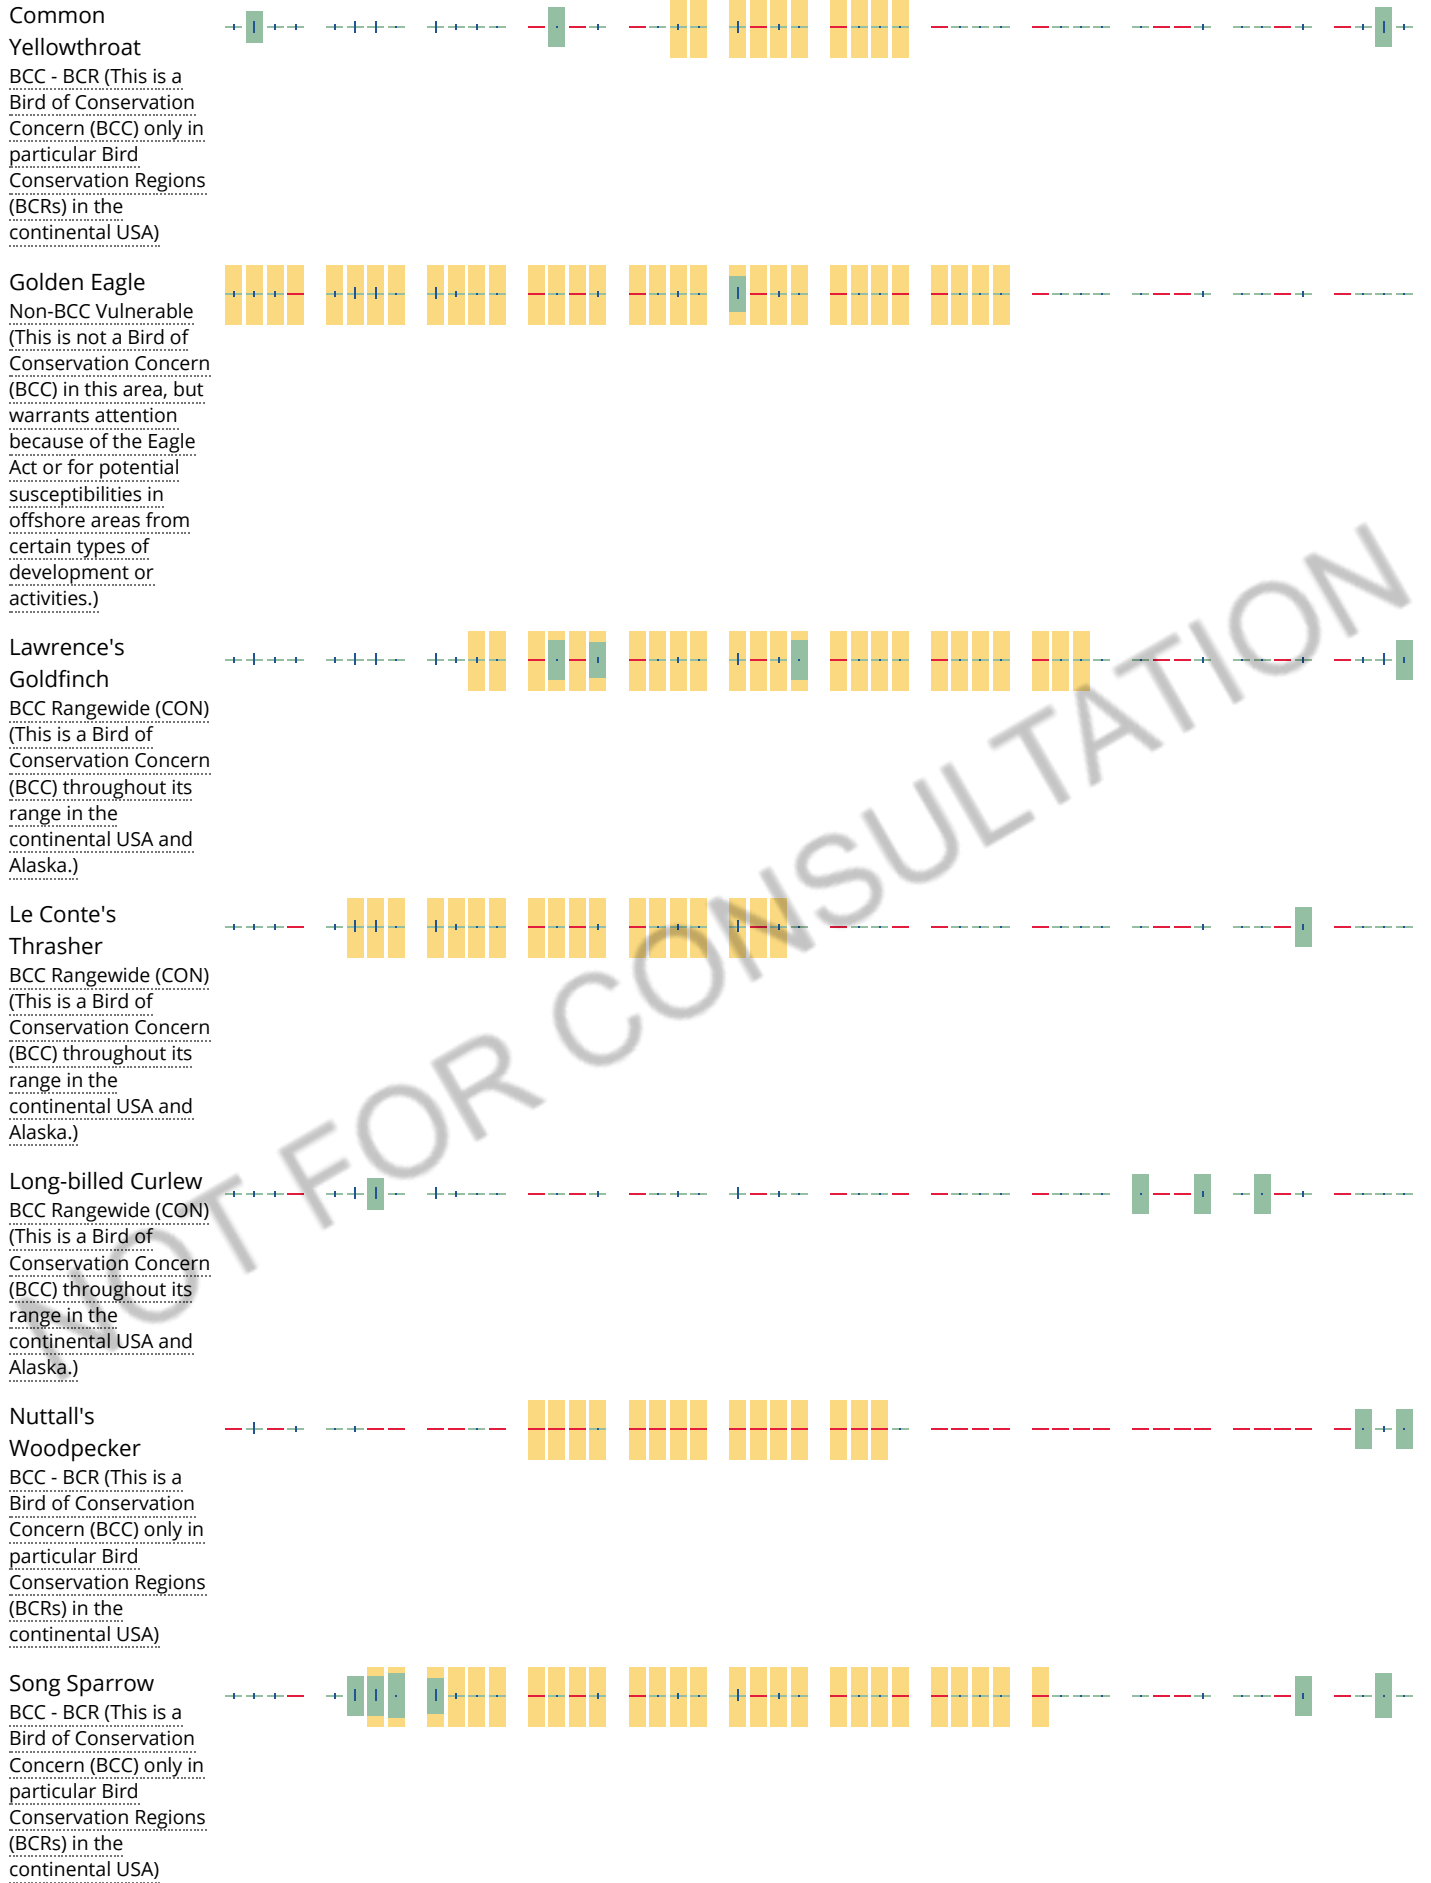 Common
Yellowthroat
BCC - BCR (This is a
Bird of Conservation
Concern (BCC) only in
particular Bird
Conservation Regions
(BCRs) in the
continental USA)
Golden Eagle
Non-BCC Vulnerable
(This is not a Bird of
Conservation Concern
(BCC) in this area, but
warrants attention
because of the Eagle
Act or for potential
susceptibilities in
offshore areas from
certain types of
development or
activities.)
Lawrence's
Goldfinch
BCC Rangewide (CON)
(This is a Bird of
Conservation Concern
(BCC) throughout its
range in the
continental USA and
Alaska.)
Le Conte's
Thrasher
BCC Rangewide (CON)
(This is a Bird of
Conservation Concern
(BCC) throughout its
range in the
continental USA and
Alaska.)
Long-billed Curlew
BCC Rangewide (CON)
(This is a Bird of
Conservation Concern
(BCC) throughout its
range in the
continental USA and
Alaska.)
Nuttall's
Woodpecker
BCC - BCR (This is a
Bird of Conservation
Concern (BCC) only in
particular Bird
Conservation Regions
(BCRs) in the
continental USA)
Song Sparrow
BCC - BCR (This is a
Bird of Conservation
Concern (BCC) only in
particular Bird
Conservation Regions
(BCRs) in the
continental USA)
NOT FOR CONSULTATION